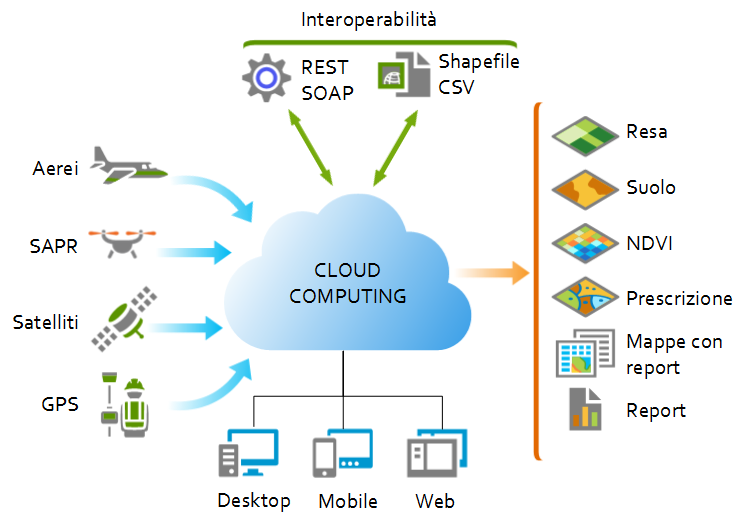 Interoperabilità
REST
SOAP
Shapefile
CSV
Aerei
SAPR
Satelliti
GPS
CLOUD
COMPUTING
Resa
Suolo
NDVI
Prescrizione
Mappe con
report
Report
Desktop
Mobile
Web